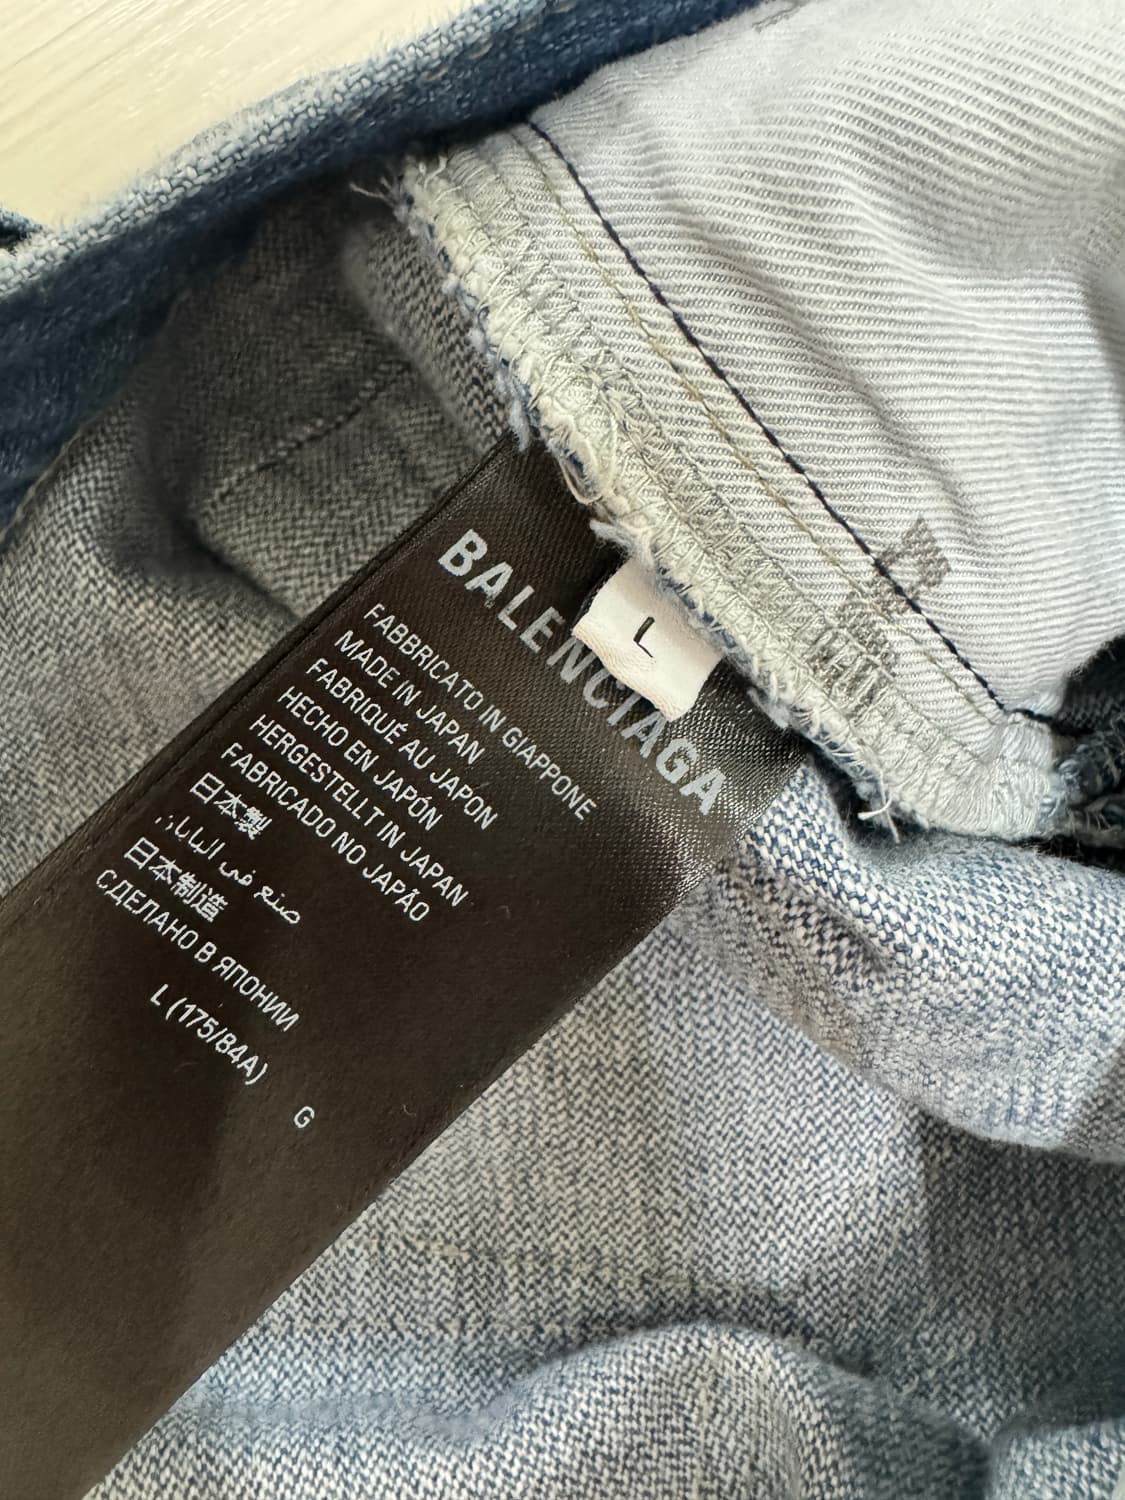 BALENCIAGA
L
FABBRICATO IN GIAPPONE
MADE IN JAPAN
FABRIQUÉ AU JAPON
HECHO EN JAPÓN
HERGESTELLT IN JAPAN
FABRICADO NO JAPÃO
日本製
صنع في اليابان
日本制造
СДЕЛАНО В ЯПОНИИ
L (175/84A)
G